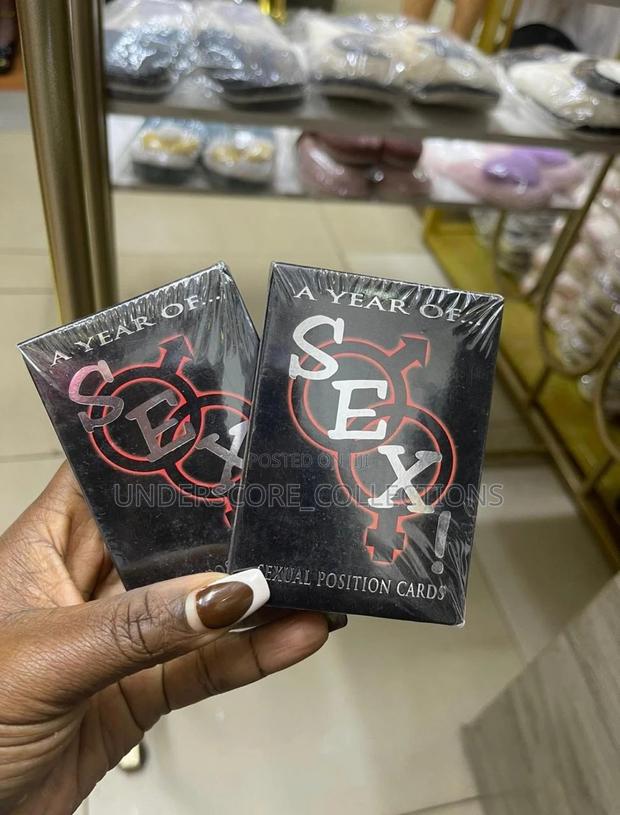 A YEAR OF...
SEX
A YEAR OF...
SEX!
SEXUAL POSITION CARDS
POSTED ON
UNDERSCORE_COLLECTIONS